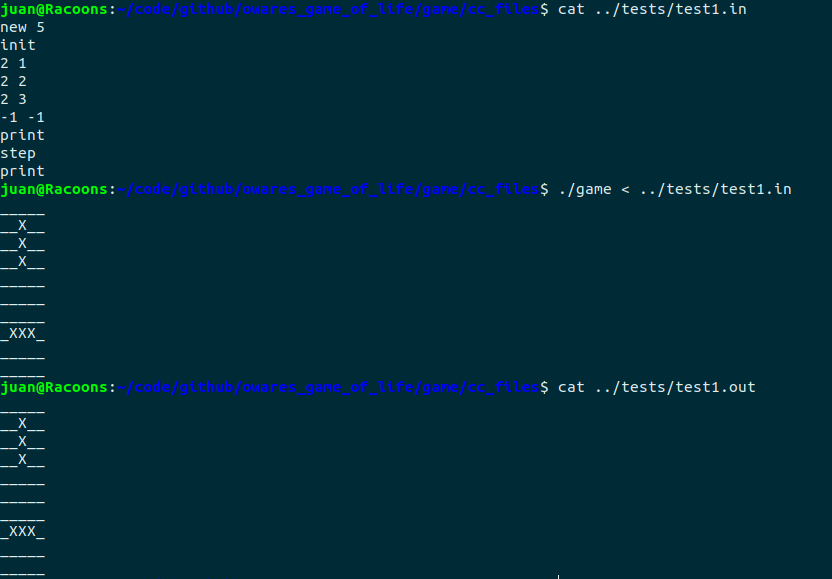 juan@Racoons:~/code/github/owares_game_of_life/game/cc_files$ cat ../tests/test1.in
new 5
init
2 1
2 2
2 3
-1 -1
print
step
print
juan@Racoons:~/code/github/owares_game_of_life/game/cc_files$ ./game < ../tests/test1.in
_____
__X__
__X__
__X__
_____
_____
_____
_XXX_
_____
_____
juan@Racoons:~/code/github/owares_game_of_life/game/cc_files$ cat ../tests/test1.out
_____
__X__
__X__
__X__
_____
_____
_____
_XXX_
_____
_____